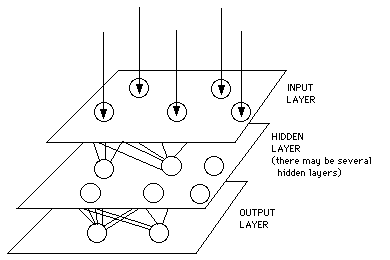 INPUT
LAYER
HIDDEN
LAYER
(there may be several
hidden layers)
OUTPUT
LAYER